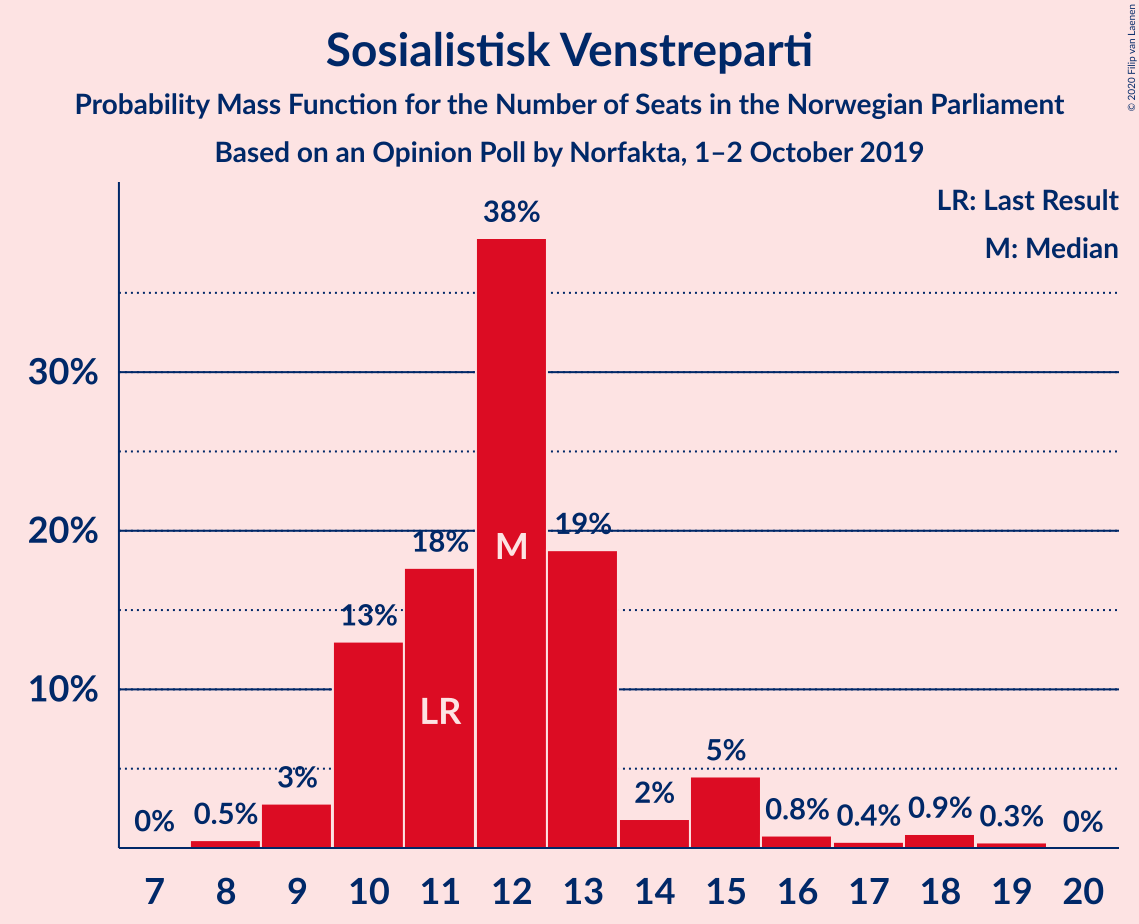 Sosialistisk Venstreparti
Probability Mass Function for the Number of Seats in the Norwegian Parliament
Based on an Opinion Poll by Norfakta, 1–2 October 2019
© 2020 Filip van Laenen
LR: Last Result
M: Median
30%
20%
10%
0%
0.5%
3%
13%
18%
38%
19%
2%
5%
0.8%
0.4%
0.9%
0.3%
0%
LR
M
7 8 9 10 11 12 13 14 15 16 17 18 19 20